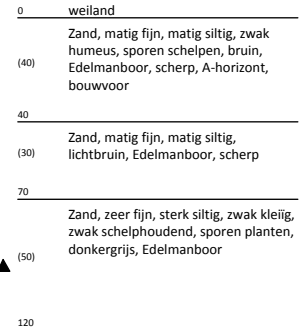 0 weiland
Zand, matig fijn, matig siltig, zwak
humeus, sporen schelpen, bruin,
(40) Edelmanboor, scherp, A-horizont,
bouwvoor
40
Zand, matig fijn, matig siltig,
(30) lichtbruin, Edelmanboor, scherp
70
Zand, zeer fijn, sterk siltig, zwak kleiïg,
zwak schelphoudend, sporen planten,
(50) donkergrijs, Edelmanboor
120